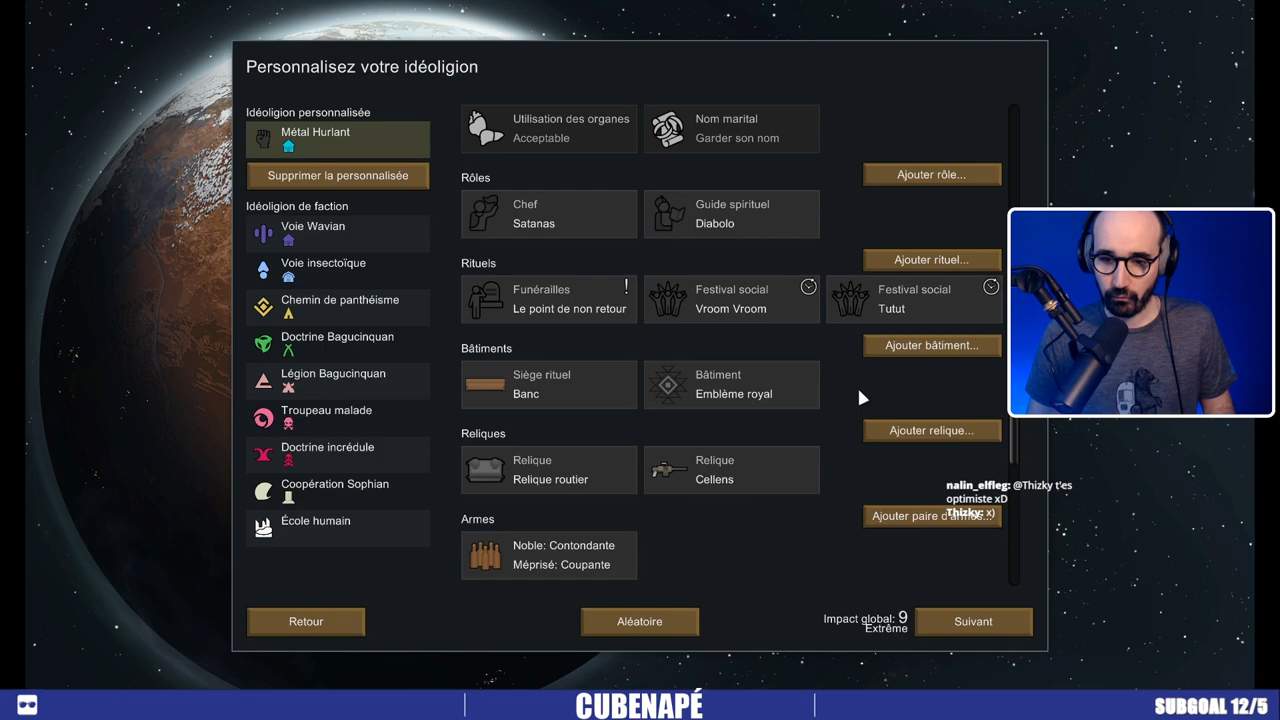 Personnalisez votre idéoligion
Idéoligion personnalisée
Métal Hurlant
Supprimer la personnalisée
Idéoligion de faction
Voie Wavian
Voie insectoïque
Chemin de panthéisme
Doctrine Bagucinquan
Légion Bagucinquan
Troupeau malade
Doctrine incrédule
Coopération Sophian
École humain
Utilisation des organes
Acceptable
Nom marital
Garder son nom
Rôles
Ajouter rôle...
Chef
Satanas
Guide spirituel
Diabolo
Rituels
Ajouter rituel...
Funérailles
Le point de non retour
Festival social
Vroom Vroom
Festival social
Tutut
Bâtiments
Ajouter bâtiment...
Siège rituel
Banc
Bâtiment
Emblème royal
Reliques
Ajouter relique...
Relique
Relique routier
Relique
Cellens
nalin_elfleg: @Thizky t'es
optimiste xD
Thizky: x)
Armes
Ajouter paire d'armes...
Noble: Contondante
Méprisé: Coupante
Retour
Aléatoire
Impact global: 9
Extrême
Suivant
CUBENAPÉ
SUBGOAL 12/5